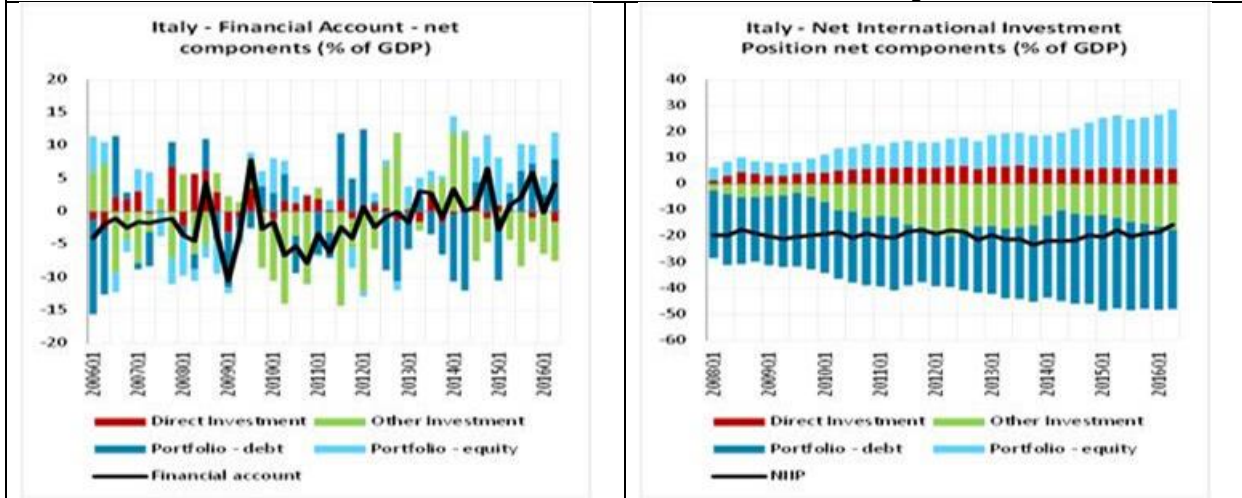 Italy - Financial Account - net
components (% of GDP)
20
15
10
5
0
-5
-10
-15
-20
2006Q1
2007Q1
2008Q1
2009Q1
2010Q1
2011Q1
2012Q1
2013Q1
2014Q1
2015Q1
2016Q1
Direct Investment
Other Investment
Portfolio - debt
Portfolio - equity
Financial account
Italy - Net International Investment
Position net components (% of GDP)
40
30
20
10
0
-10
-20
-30
-40
-50
-60
2008Q1
2009Q1
2010Q1
2011Q1
2012Q1
2013Q1
2014Q1
2015Q1
2016Q1
Direct Investment
Other Investment
Portfolio - debt
Portfolio - equity
NIIP